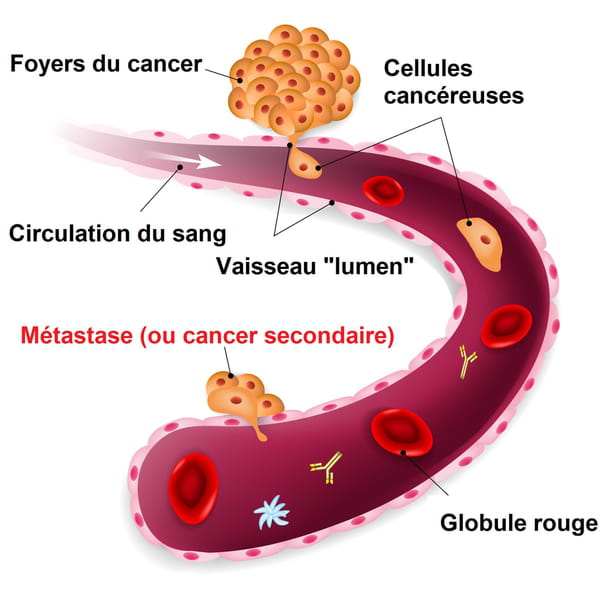 Foyers du cancer
Cellules
cancéreuses
Circulation du sang
Vaisseau "lumen"
Métastase (ou cancer secondaire)
Globule rouge